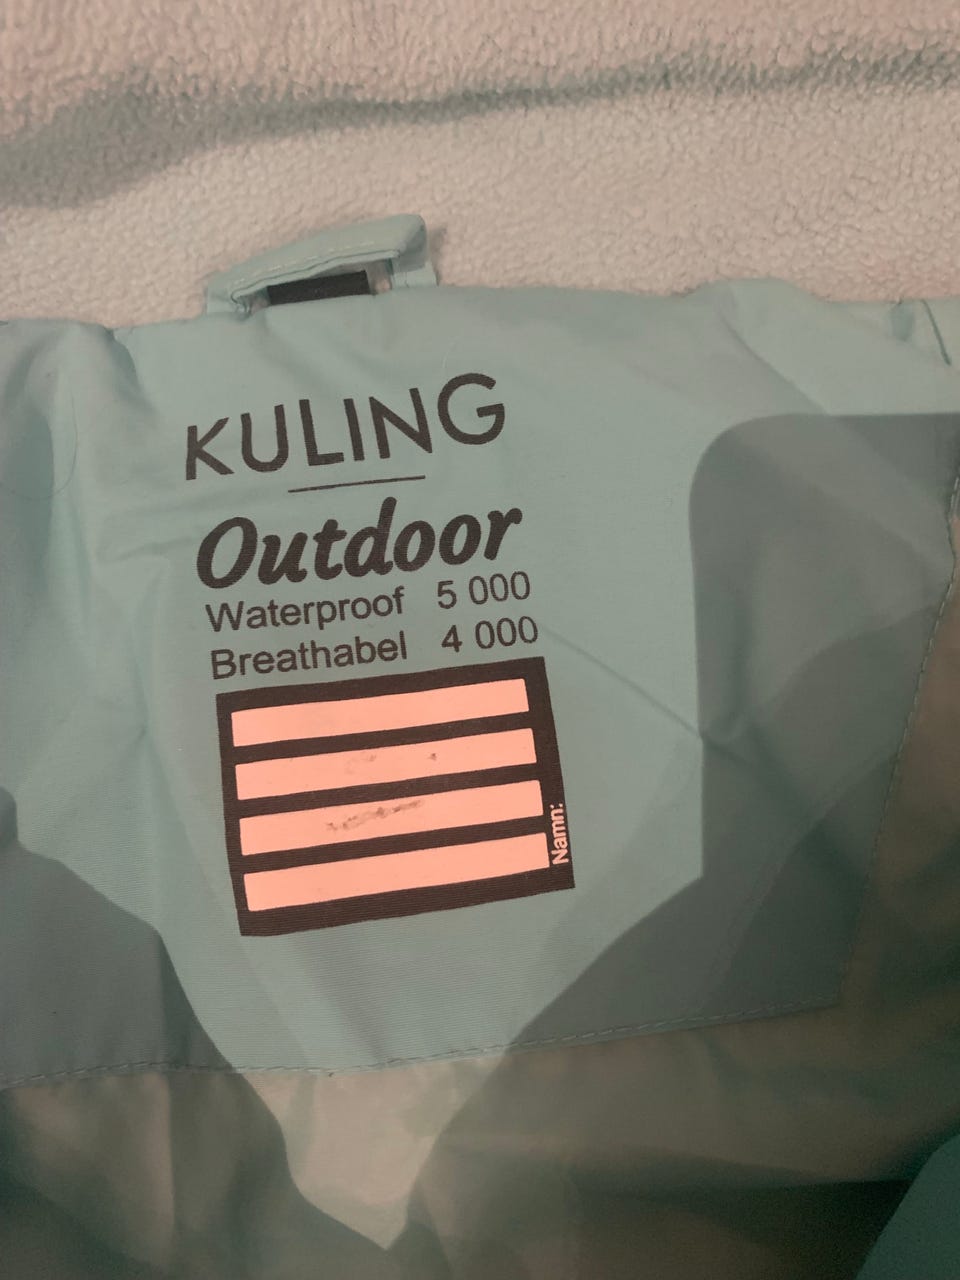 KULING
Outdoor
Waterproof 5 000
Breathabel 4 000
Namn: